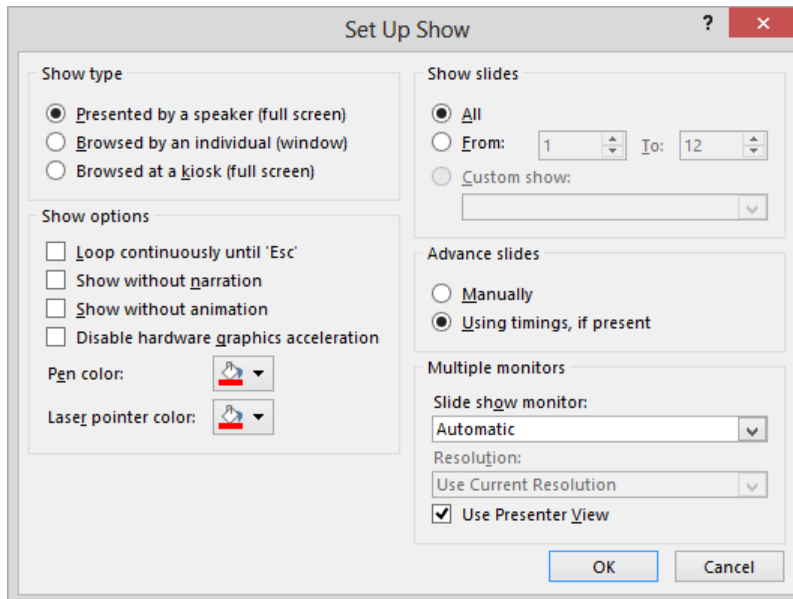 Set Up Show
?
Show type
Presented by a speaker (full screen)
Browsed by an individual (window)
Browsed at a kiosk (full screen)
Show options
Loop continuously until 'Esc'
Show without narration
Show without animation
Disable hardware graphics acceleration
Pen color:
Laser pointer color:
Show slides
All
From: 1 To: 12
Custom show:
Advance slides
Manually
Using timings, if present
Multiple monitors
Slide show monitor:
Automatic
Resolution:
Use Current Resolution
Use Presenter View
OK Cancel